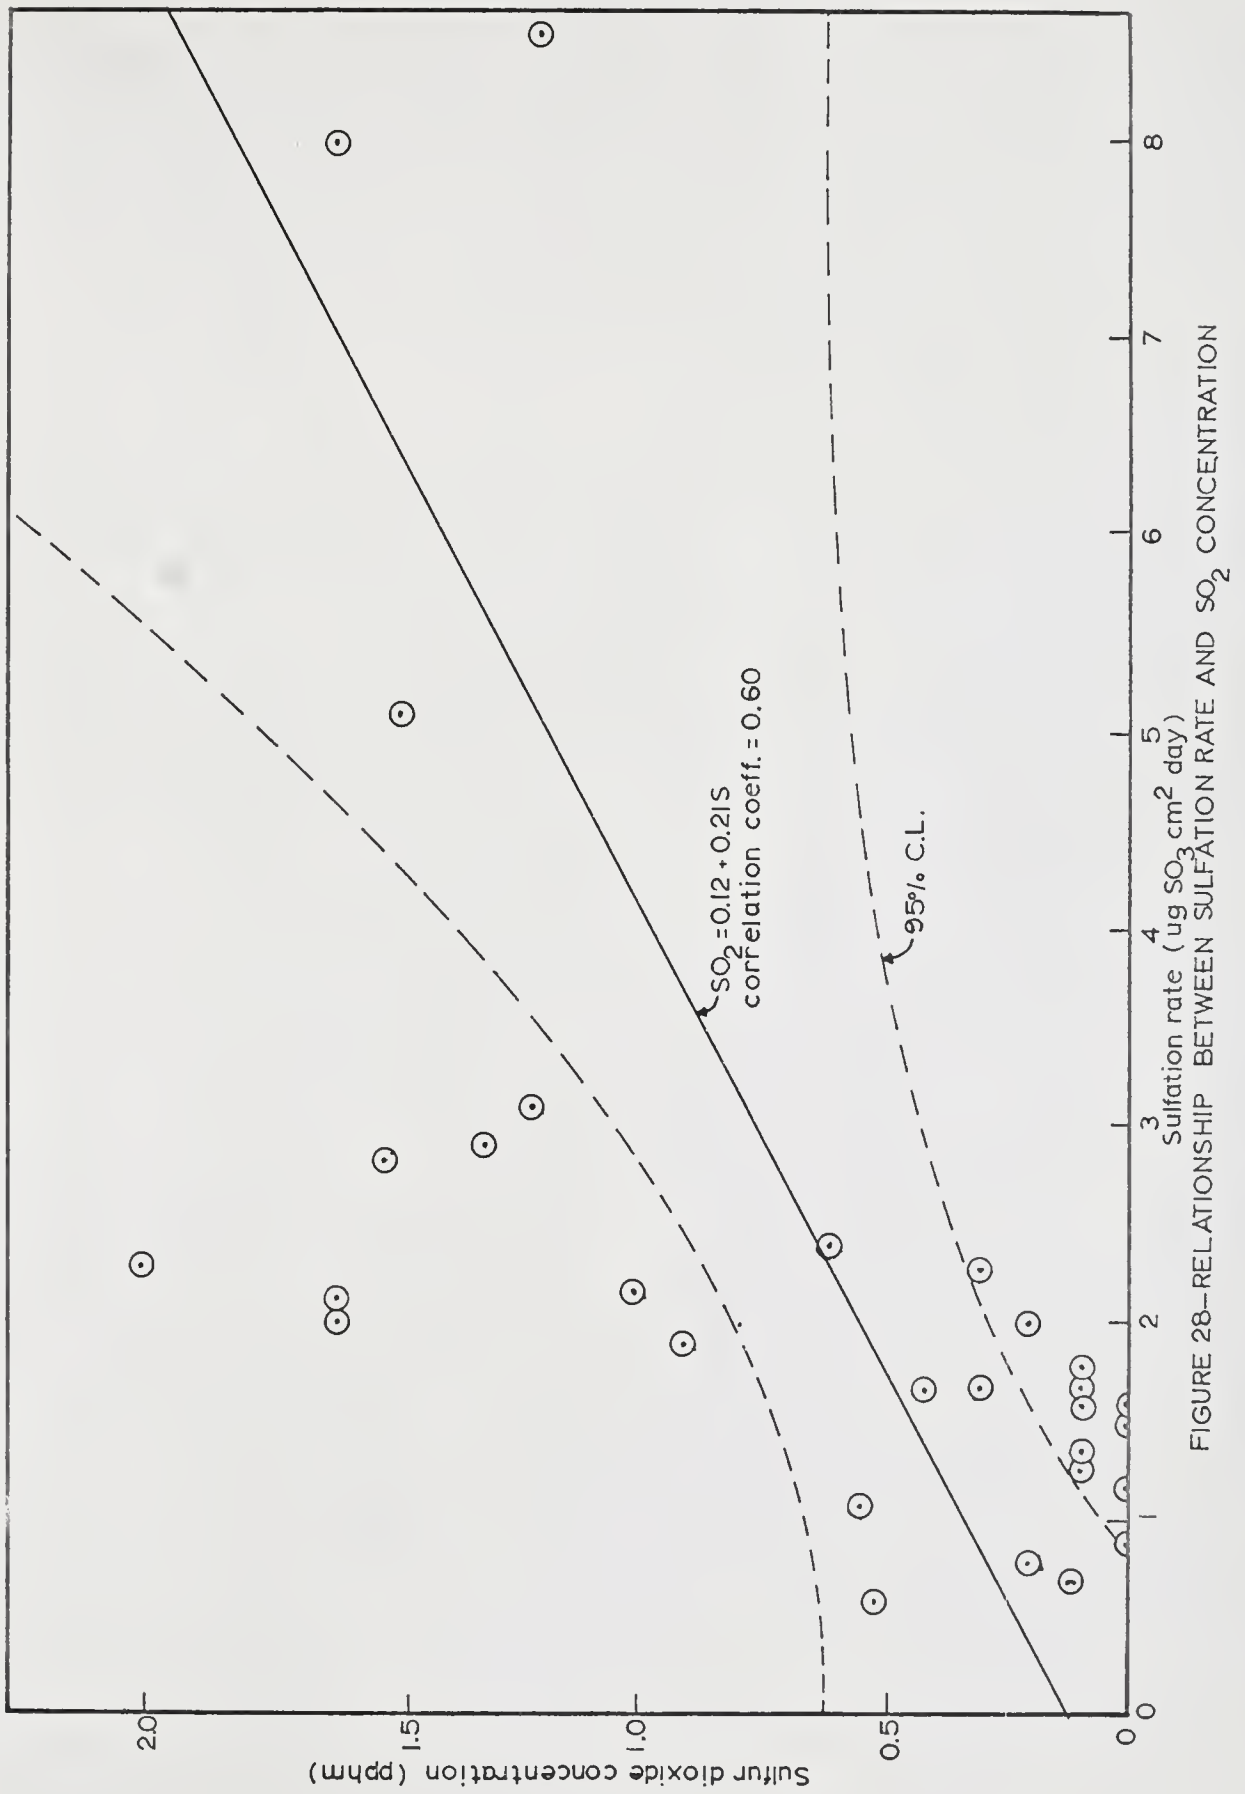 Sulfur dioxide concentration (pphm)
2.0
1.5
1.0
0.5
0
SO2 = 0.12 + 0.21S
correlation coeff. = 0.60
95% C.L.
0 1 2 3 4 5 6 7 8
Sulfation rate (ug SO3 cm2 day)
FIGURE 28—RELATIONSHIP BETWEEN SULFATION RATE AND SO2 CONCENTRATION